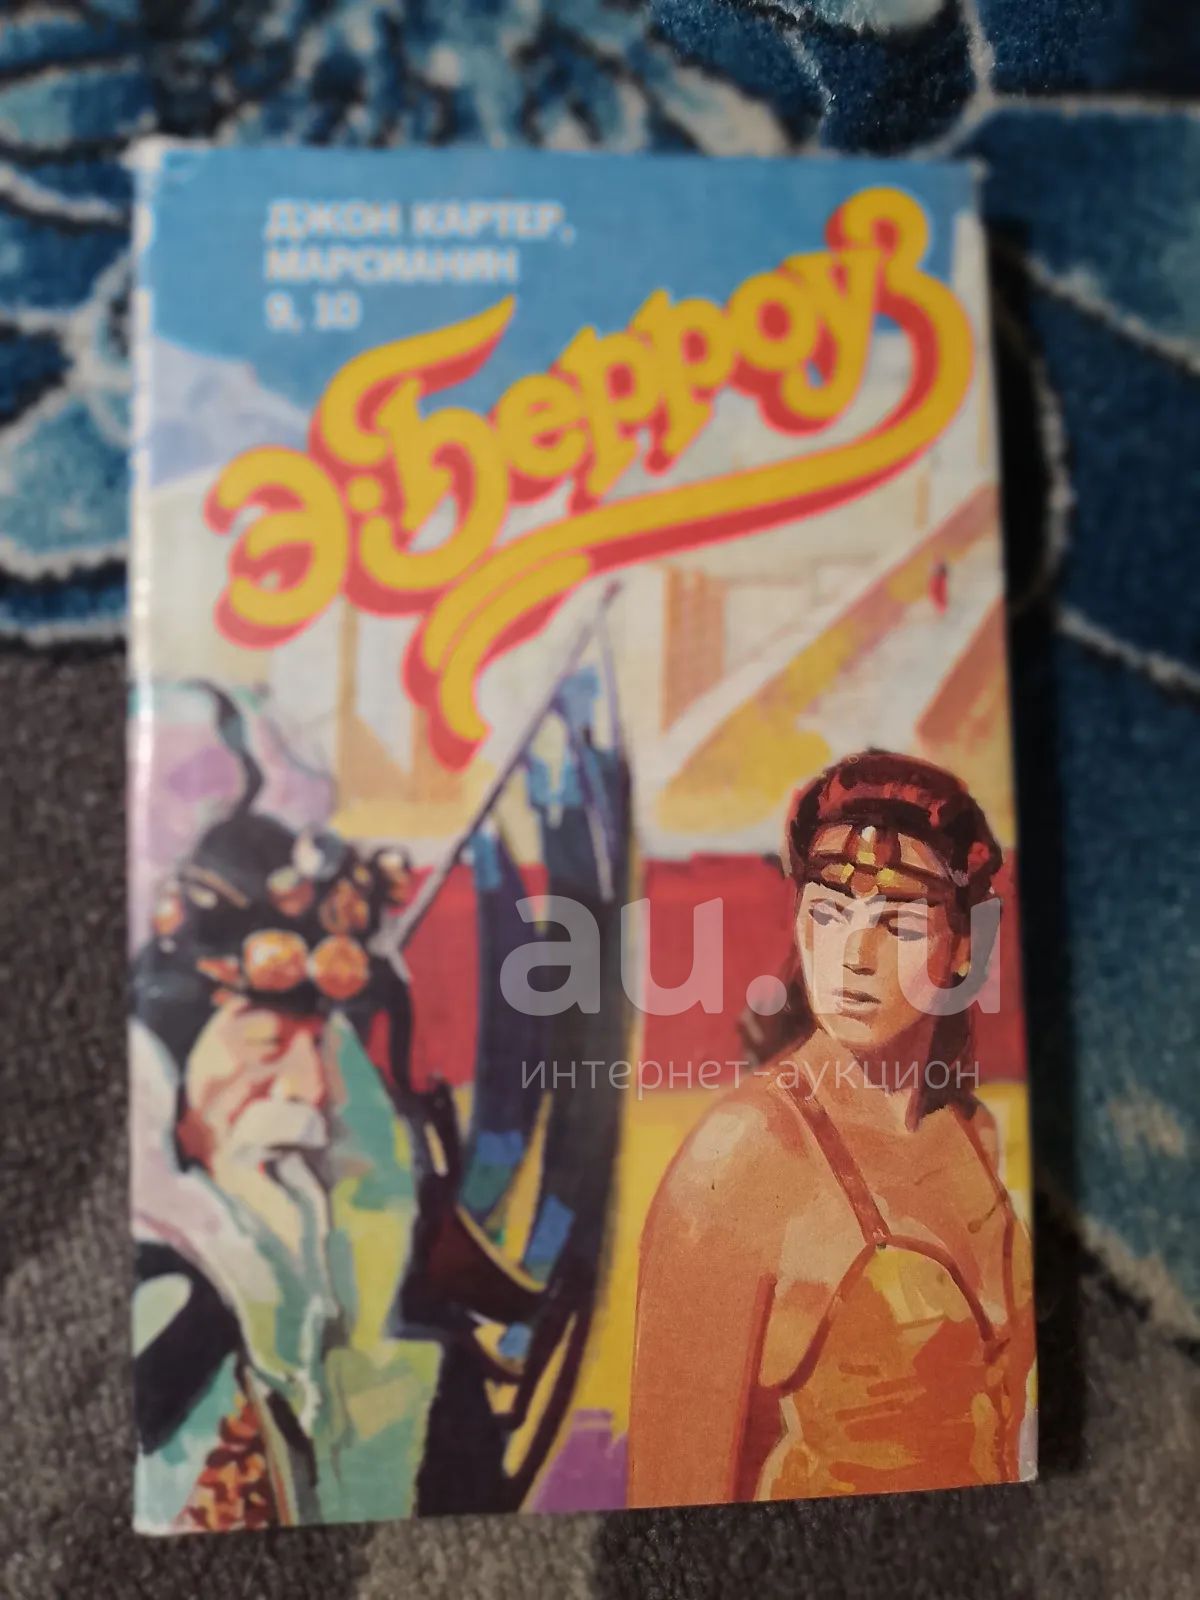 ДЖОН КАРТЕР,
МАРСИАНИН
9, 10
Э.Берроуз
au.ru
интернет-аукцион